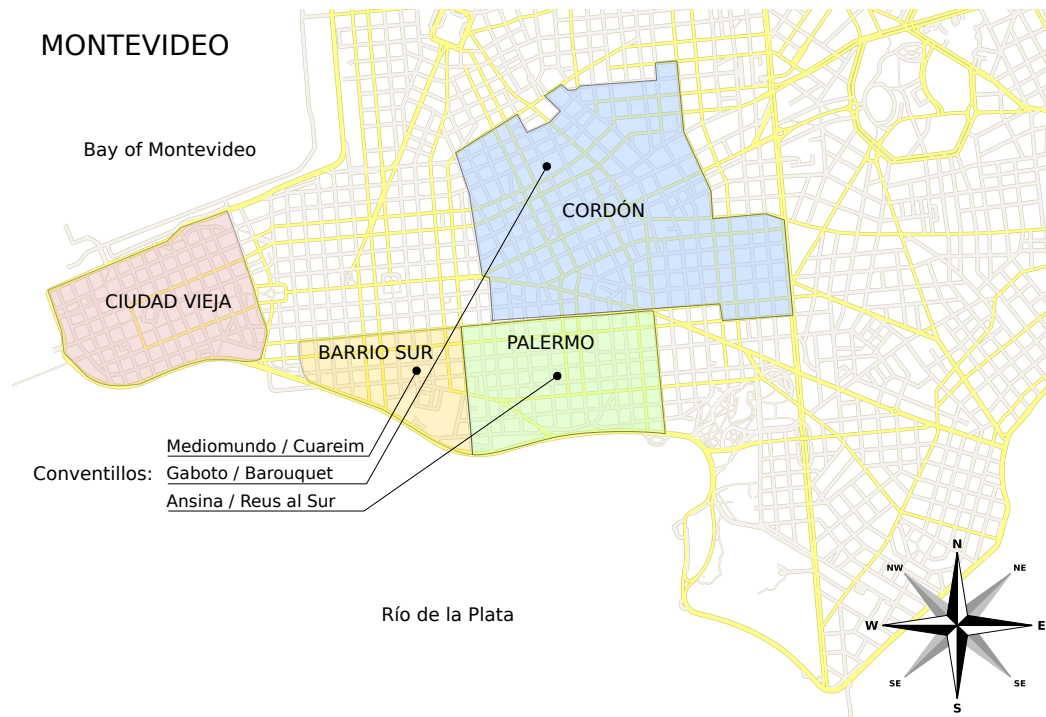 MONTEVIDEO
Bay of Montevideo
CORDÓN
CIUDAD VIEJA
BARRIO SUR
PALERMO
Conventillos:
Mediomundo / Cuareim
Gaboto / Barouquet
Ansina / Reus al Sur
Río de la Plata
N
NW
NE
W
E
SE
SE
S